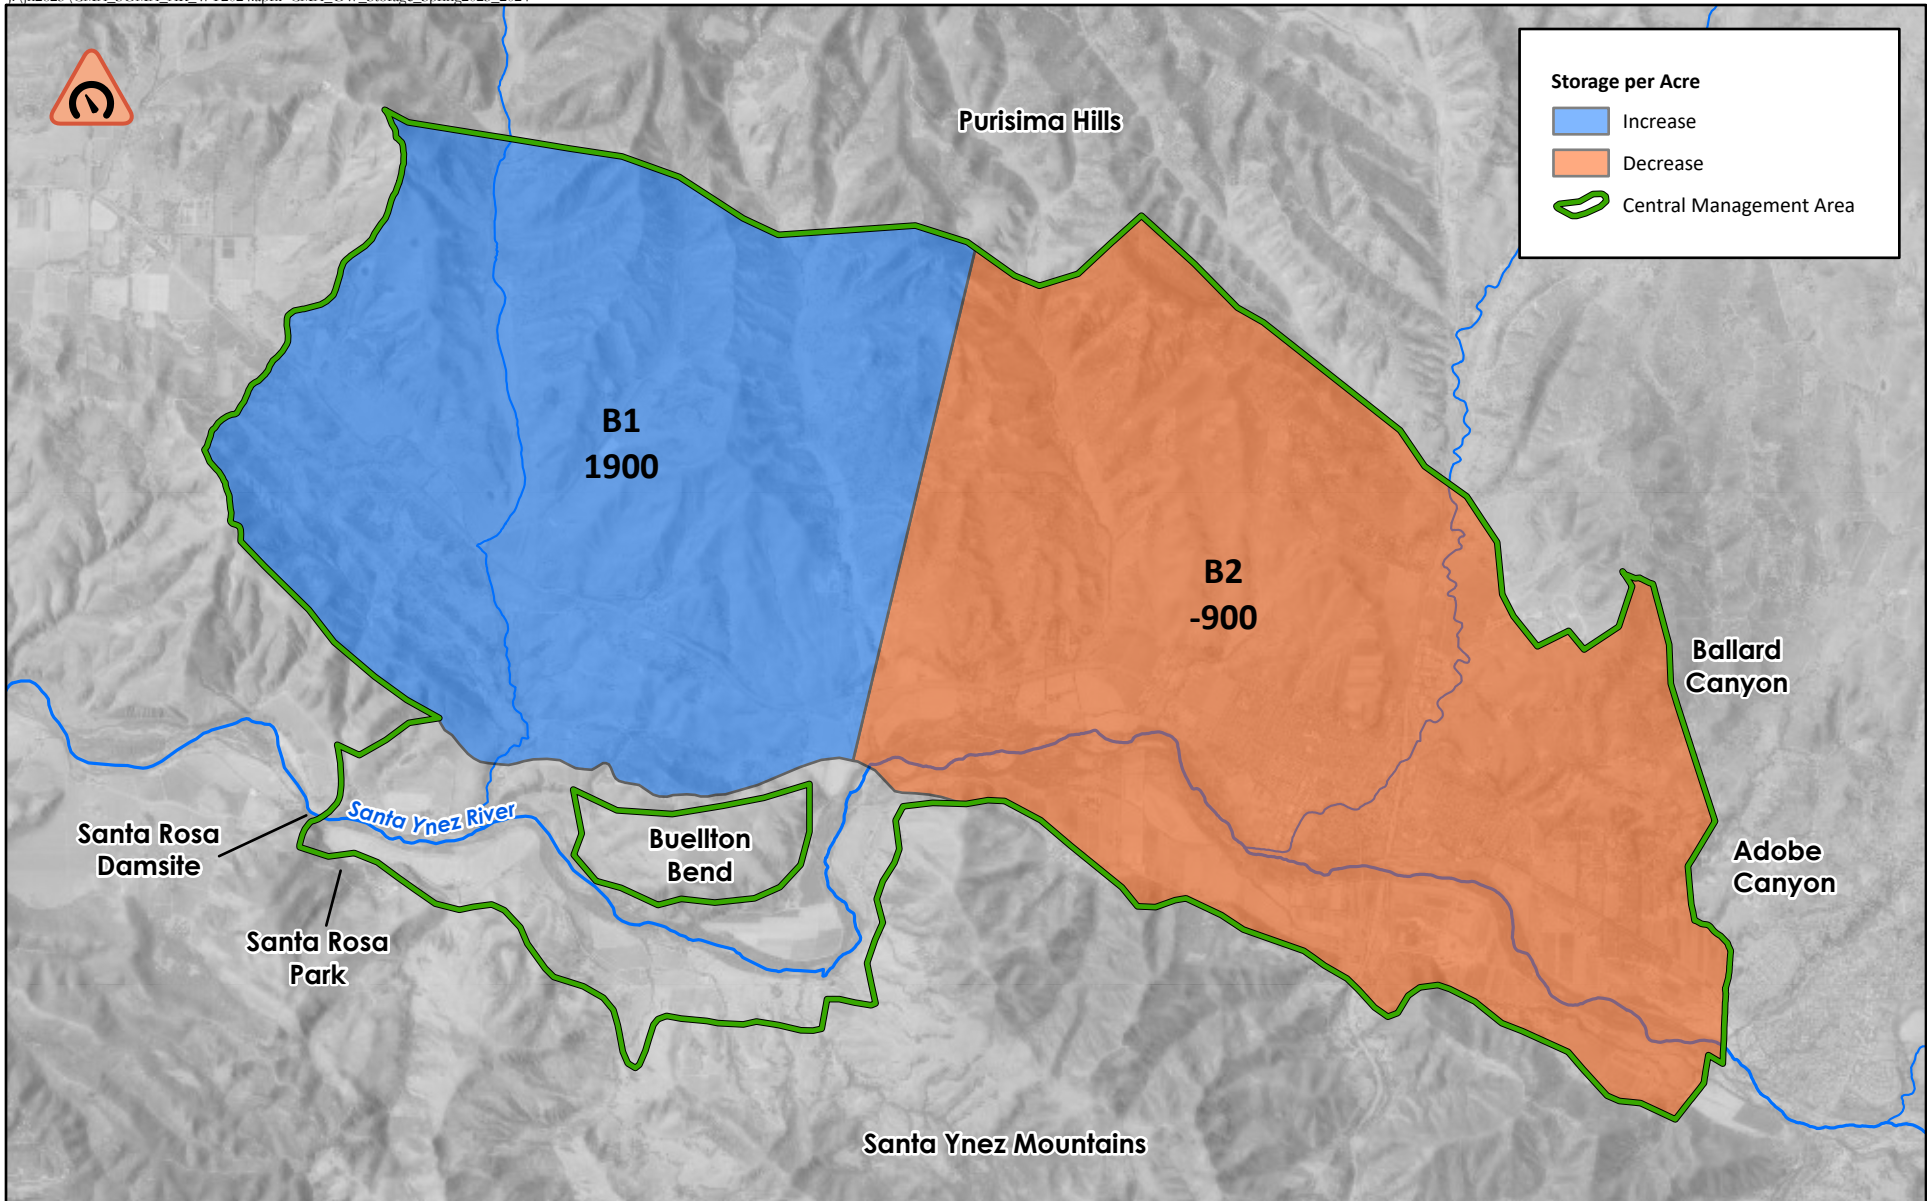 Purisima Hills
Storage per Acre
Increase
Decrease
Central Management Area
B1
1900
B2
-900
Ballard
Canyon
Santa Ynez River
Santa Rosa
Damsite
Buellton
Bend
Adobe
Canyon
Santa Rosa
Park
Santa Ynez Mountains